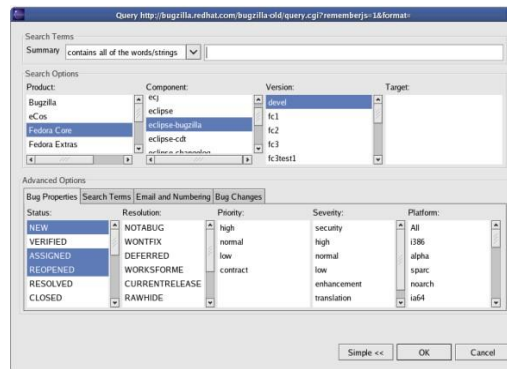 Query http://bugzilla.redhat.com/bugzilla-old/query.cgi?rememberjs=1&format=
Search Terms
Summary contains all of the words/strings
Search Options
Product: Component: Version: Target:
Bugzilla
eCos
Fedora Core
Fedora Extras
ecj
eclipse
eclipse-bugzilla
eclipse-cdt
eclipse-changelog
devel
fc1
fc2
fc3
fc3test1
Advanced Options
Bug Properties Search Terms Email and Numbering Bug Changes
Status: Resolution: Priority: Severity: Platform:
NEW
VERIFIED
ASSIGNED
REOPENED
RESOLVED
CLOSED
NOTABUG
WONTFIX
DEFERRED
WORKSFORME
CURRENTRELEASE
RAWHIDE
high
normal
low
contract
security
high
normal
low
enhancement
translation
All
i386
alpha
sparc
noarch
ia64
Simple << OK Cancel